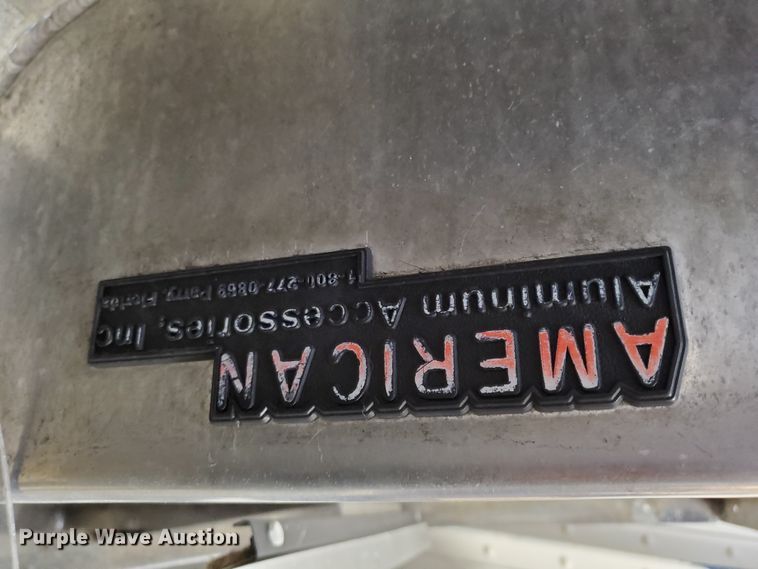 AMERICAN
Aluminum Accessories, Inc
1-800-277-0869 Perry, Florida
Purple Wave Auction®